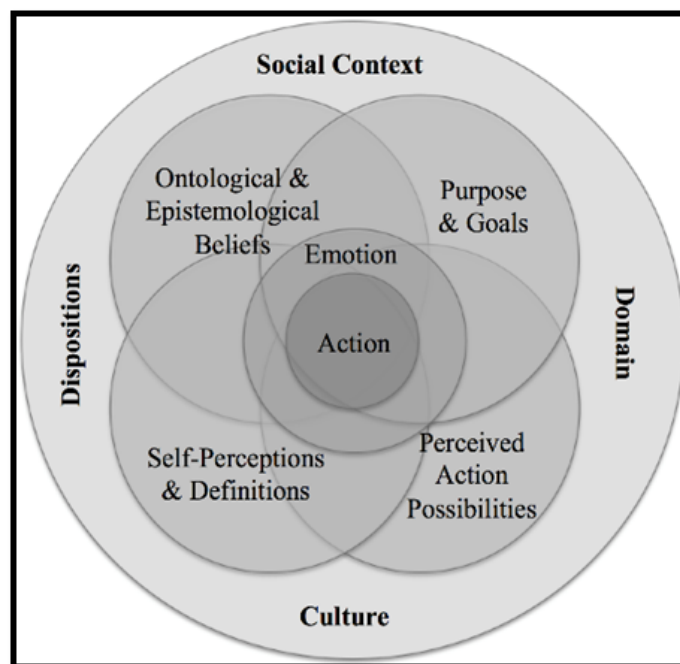 Social Context
Ontological &
Epistemological
Beliefs
Purpose
& Goals
Emotion
Dispositions
Action
Domain
Self-Perceptions
& Definitions
Perceived
Action
Possibilities
Culture